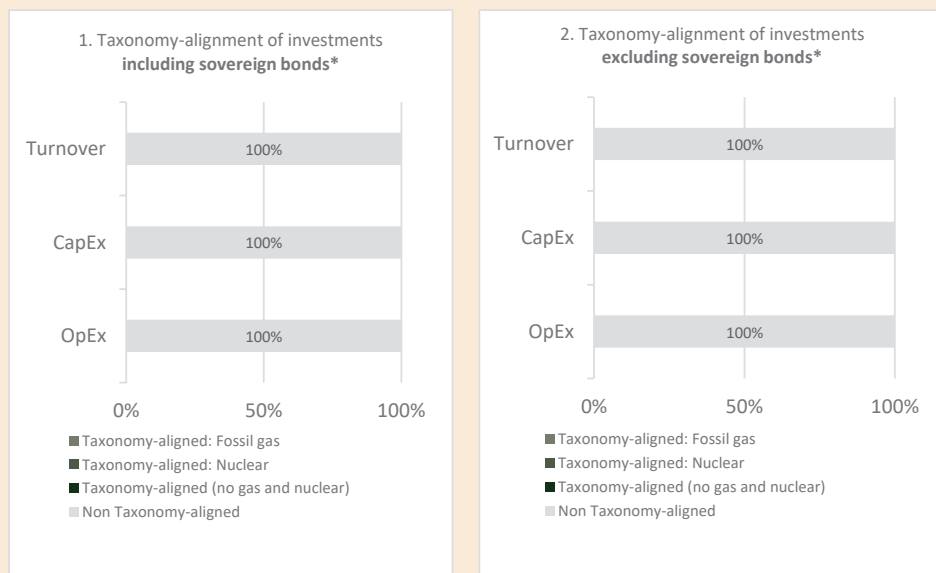 1. Taxonomy-alignment of investments
including sovereign bonds*
Turnover
100%
CapEx
100%
OpEx
100%
0% 50% 100%
Taxonomy-aligned: Fossil gas
Taxonomy-aligned: Nuclear
Taxonomy-aligned (no gas and nuclear)
Non Taxonomy-aligned
2. Taxonomy-alignment of investments
excluding sovereign bonds*
Turnover
100%
CapEx
100%
OpEx
100%
0% 50% 100%
Taxonomy-aligned: Fossil gas
Taxonomy-aligned: Nuclear
Taxonomy-aligned (no gas and nuclear)
Non Taxonomy-aligned